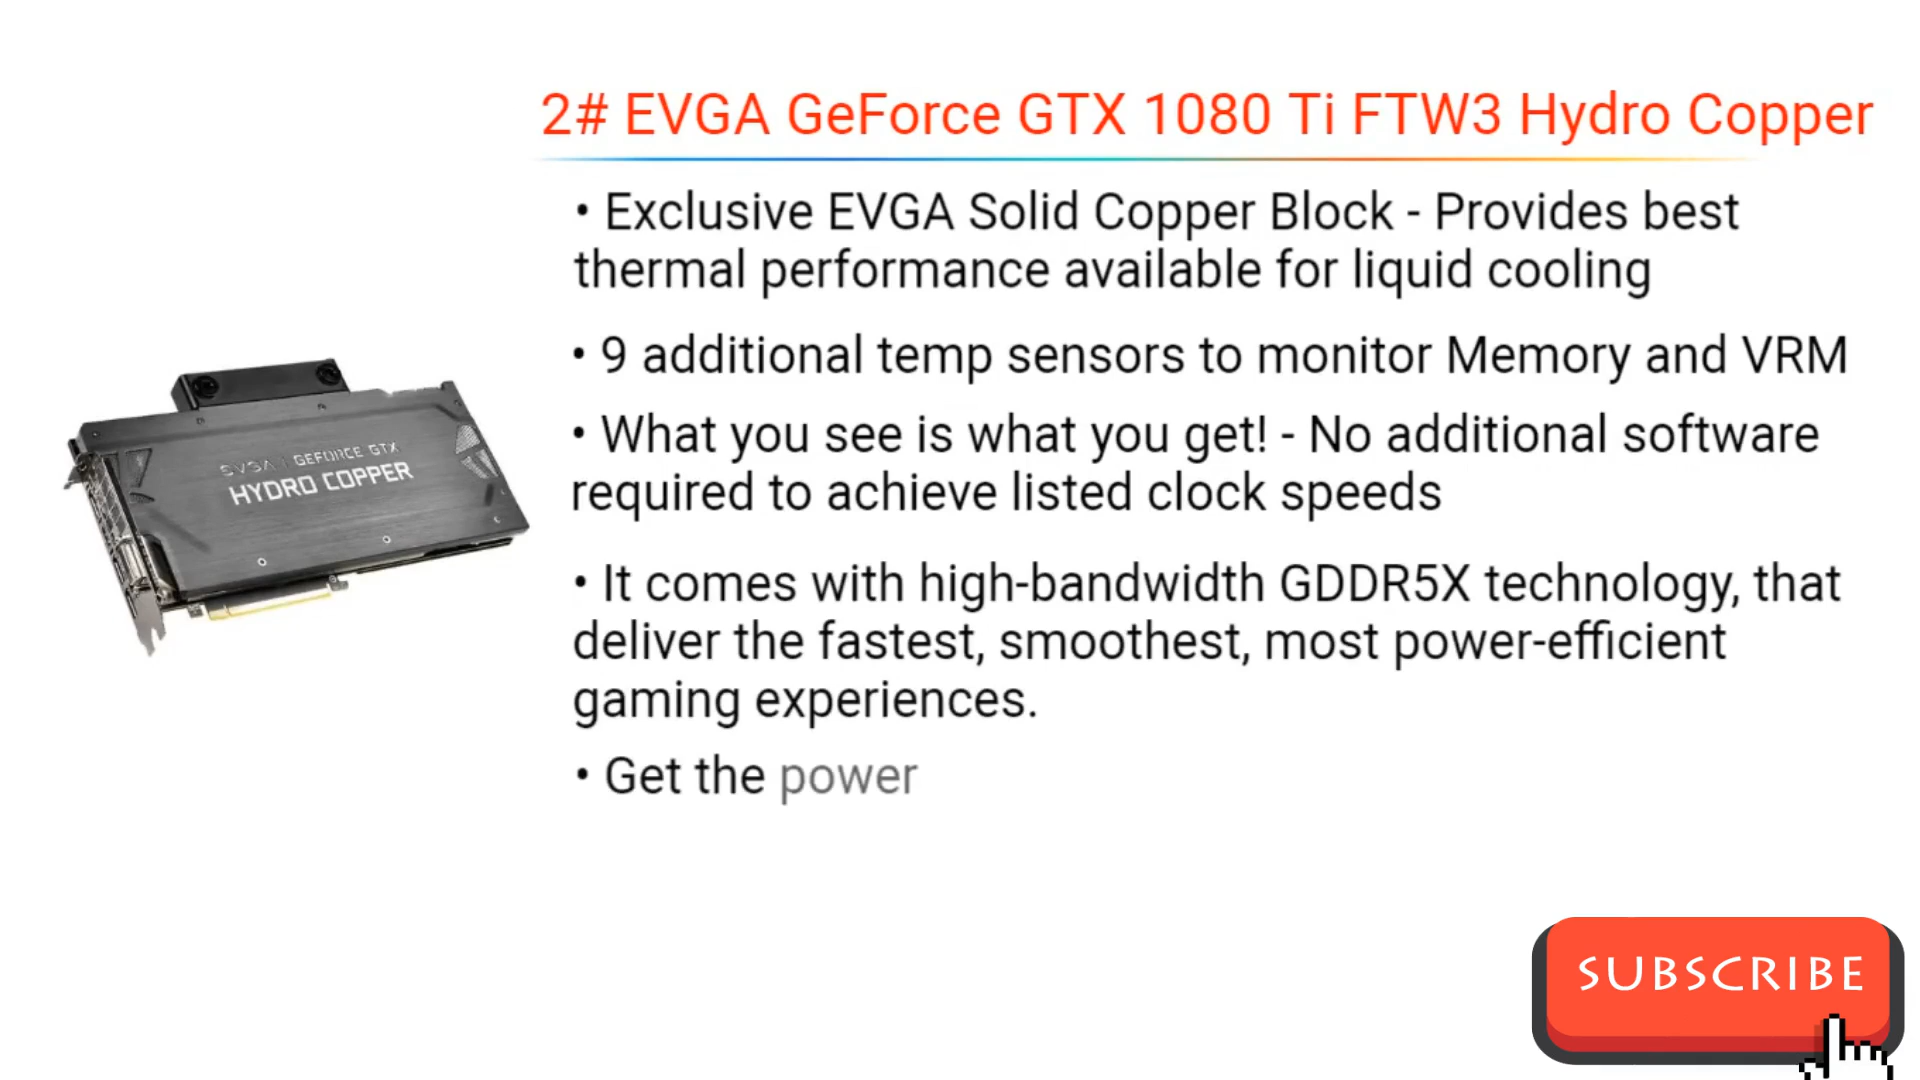 2# EVGA GeForce GTX 1080 Ti FTW3 Hydro Copper
• Exclusive EVGA Solid Copper Block - Provides best
thermal performance available for liquid cooling
• 9 additional temp sensors to monitor Memory and VRM
• What you see is what you get! - No additional software
required to achieve listed clock speeds
• It comes with high-bandwidth GDDR5X technology, that
deliver the fastest, smoothest, most power-efficient
gaming experiences.
• Get the power
EVGA | GEFORCE GTX
HYDRO COPPER
SUBSCRIBE